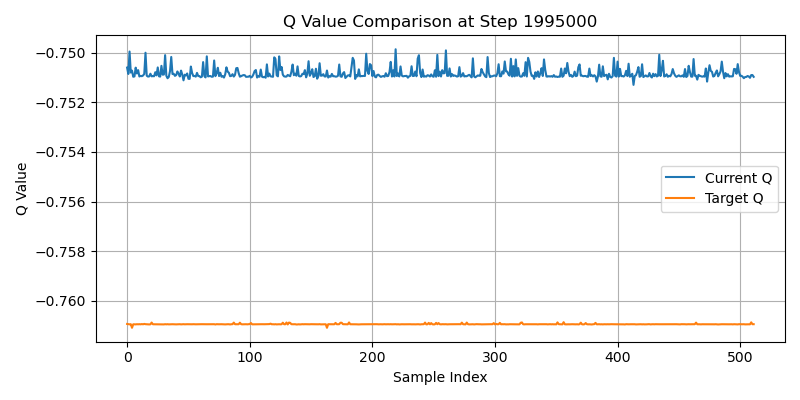 Q Value Comparison at Step 1995000
Q Value
−0.750
−0.752
−0.754
−0.756
−0.758
−0.760
Current Q
Target Q
0
100
200
300
400
500
Sample Index